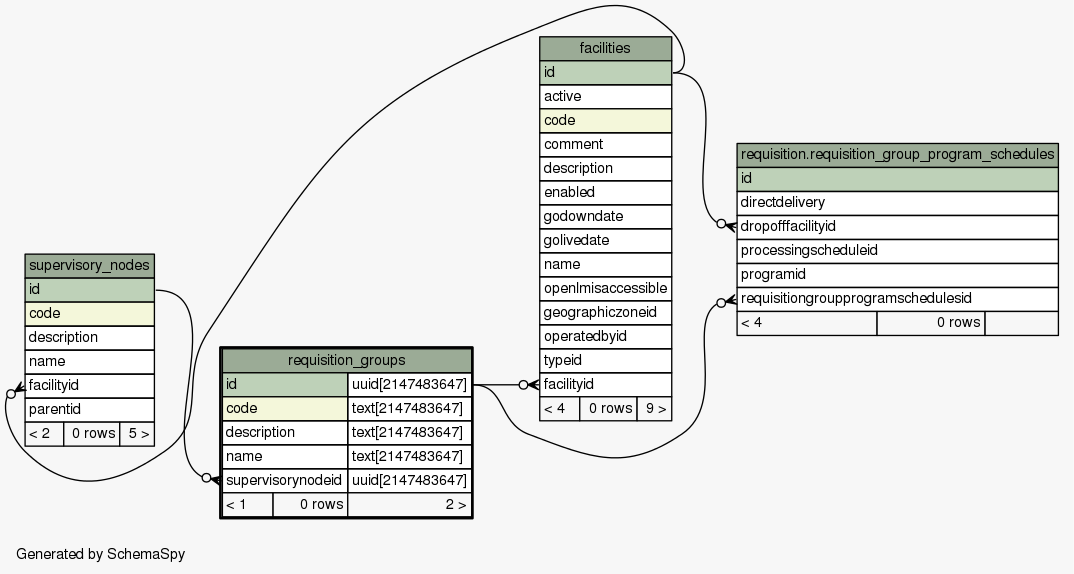 facilities
id
active
code
comment
description
enabled
godowndate
golivedate
name
openlmisaccessible
geographiczoneid
operatedbyid
typeid
facilityid
< 4 0 rows 9 >
requisition.requisition_group_program_schedules
id
directdelivery
dropofffacilityid
processingscheduleid
programid
requisitiongroupprogramschedulesid
< 4 0 rows
supervisory_nodes
id
code
description
name
facilityid
parentid
< 2 0 rows 5 >
requisition_groups
id uuid[2147483647]
code text[2147483647]
description text[2147483647]
name text[2147483647]
supervisorynodeid uuid[2147483647]
< 1 0 rows 2 >
Generated by SchemaSpy